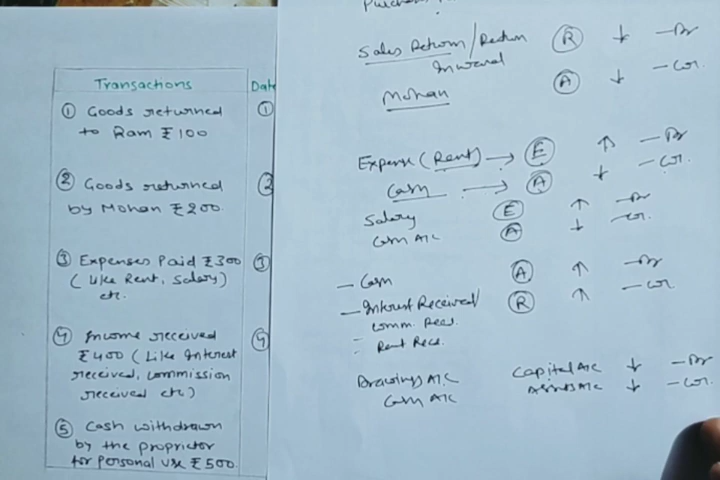 Transactions
Date
① Goods returned
to Ram ₹100
①
② Goods returned
by Mohan ₹200.
②
③ Expenses Paid ₹300
(Like Rent, Salary)
etc.
③
④ Income received
₹400 (Like Interest
received, commission
received etc)
④
⑤ Cash withdrawn
by the proprietor
for personal use ₹500.
Sales Return/Return Ⓡ ↓ — Dr
Inward
Mohan Ⓐ ↓ — Cr.
Expense (Rent) → Ⓔ ↑ — Dr
Cash → Ⓐ ↓ — Cr.
Salary Ⓔ ↑ — Dr
Cash A/C Ⓐ ↓ — Cr.
— Cash Ⓐ ↑ — Dr
— Interest Received/ Ⓡ ↑ — Cr
Comm. Recd.
: Rent Recd.
Drawings A/C Capital A/C ↓ — Dr
Cash A/C Assets A/C ↓ — Cr.